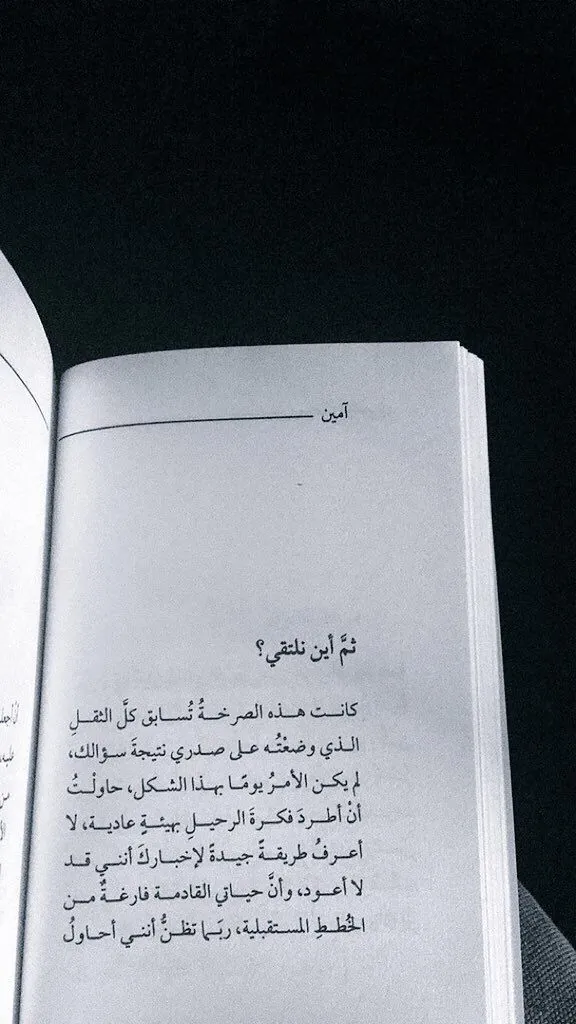 آمين
ثمَّ أين نلتقي؟
كانت هذه الصرخةُ تُسابق كلَّ الثقلِ
الذي وضعْتُه على صدري نتيجةَ سؤالك،
لم يكن الأمرُ يومًا بهذا الشكل، حاولْتُ
أنْ أطردَ فكرةَ الرحيلِ بهيئةٍ عادية، لا
أعرفُ طريقةً جيدةً لإخباركَ أنني قد
لا أعود، وأنَّ حياتي القادمة فارغةٌ من
الخُططِ المستقبلية، ربَما تظنُّ أنني أحاولُ